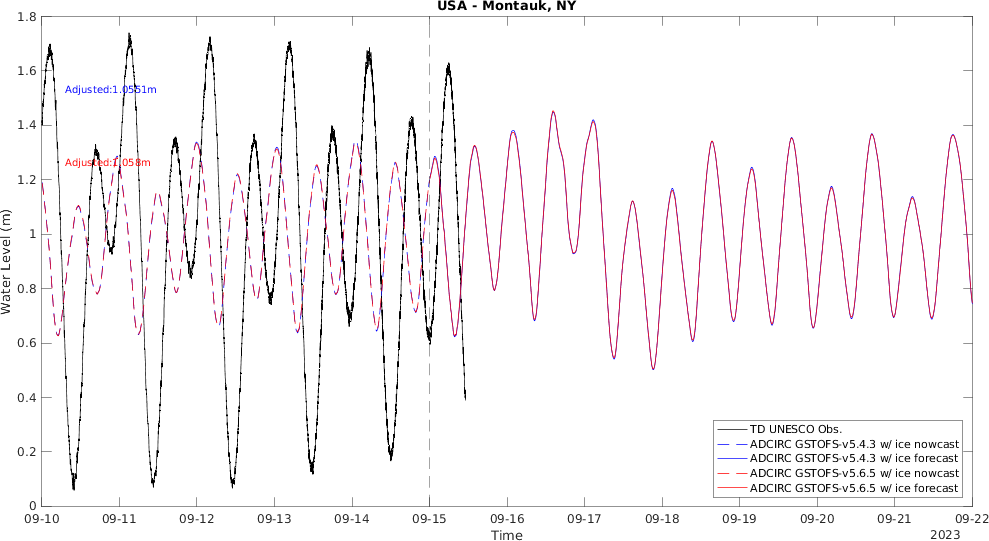 USA - Montauk, NY
1.8
1.6
1.4
1.2
1
0.8
0.6
0.4
0.2
0
Water Level (m)
Adjusted:1.0561m
Adjusted:1.058m
TD UNESCO Obs.
ADCIRC GSTOFS-v5.4.3 w/ ice nowcast
ADCIRC GSTOFS-v5.4.3 w/ ice forecast
ADCIRC GSTOFS-v5.6.5 w/ ice nowcast
ADCIRC GSTOFS-v5.6.5 w/ ice forecast
09-10 09-11 09-12 09-13 09-14 09-15 09-16 09-17 09-18 09-19 09-20 09-21 09-22
Time
2023